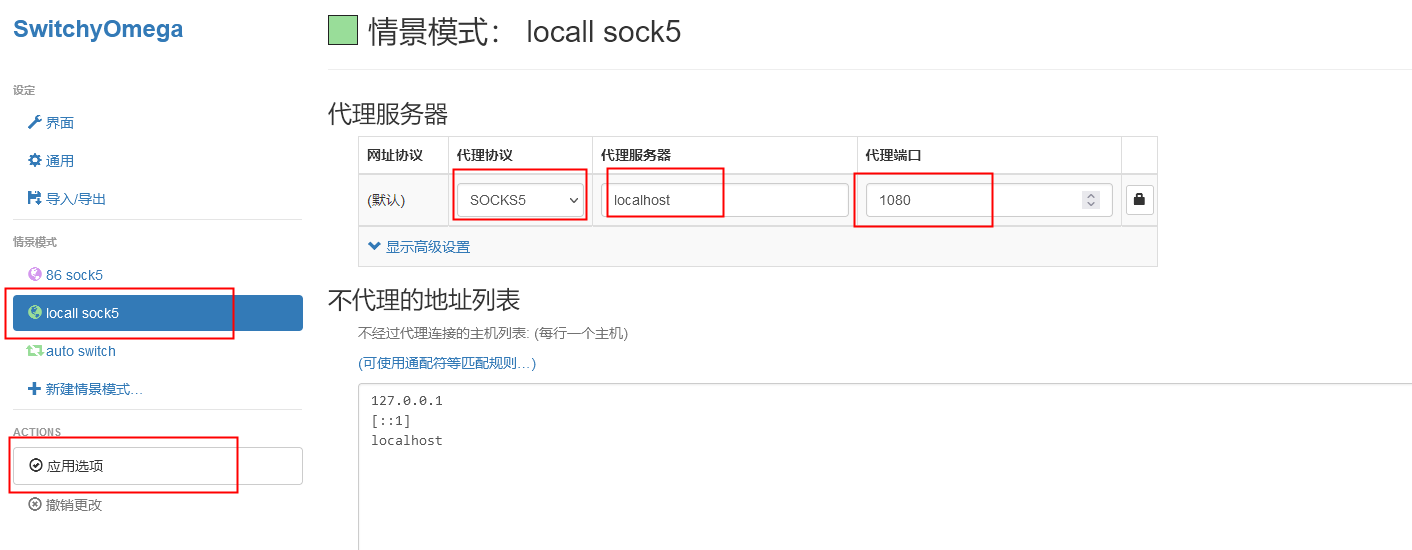 SwitchyOmega
设定
界面
通用
导入/导出
情景模式
86 sock5
locall sock5
auto switch
新建情景模式…
ACTIONS
应用选项
撤销更改
情景模式： locall sock5
代理服务器
网址协议 代理协议 代理服务器 代理端口
(默认) SOCKS5 localhost 1080
显示高级设置
不代理的地址列表
不经过代理连接的主机列表: (每行一个主机)
(可使用通配符等匹配规则…)
127.0.0.1
[::1]
localhost